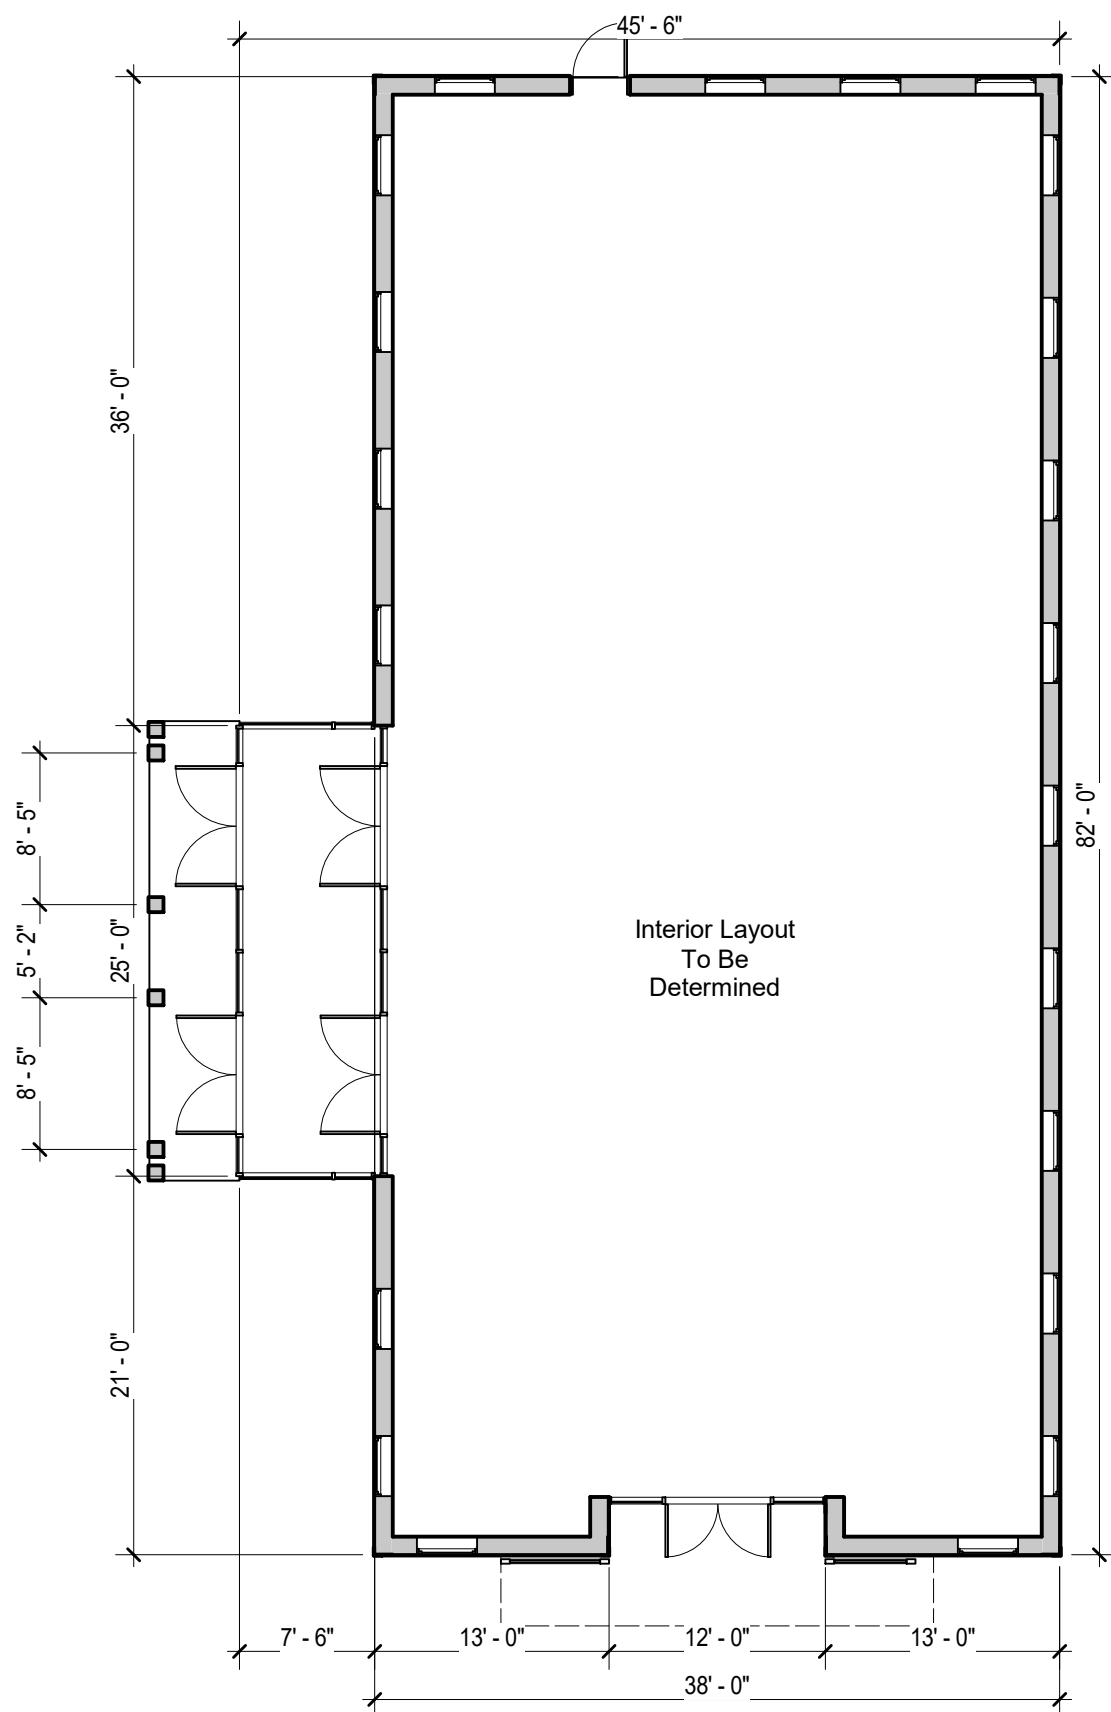 45' - 6"
36' - 0"
8' - 5"
5' - 2"
25' - 0"
8' - 5"
82' - 0"
Interior Layout
To Be
Determined
21' - 0"
7' - 6"
13' - 0"
12' - 0"
13' - 0"
38' - 0"